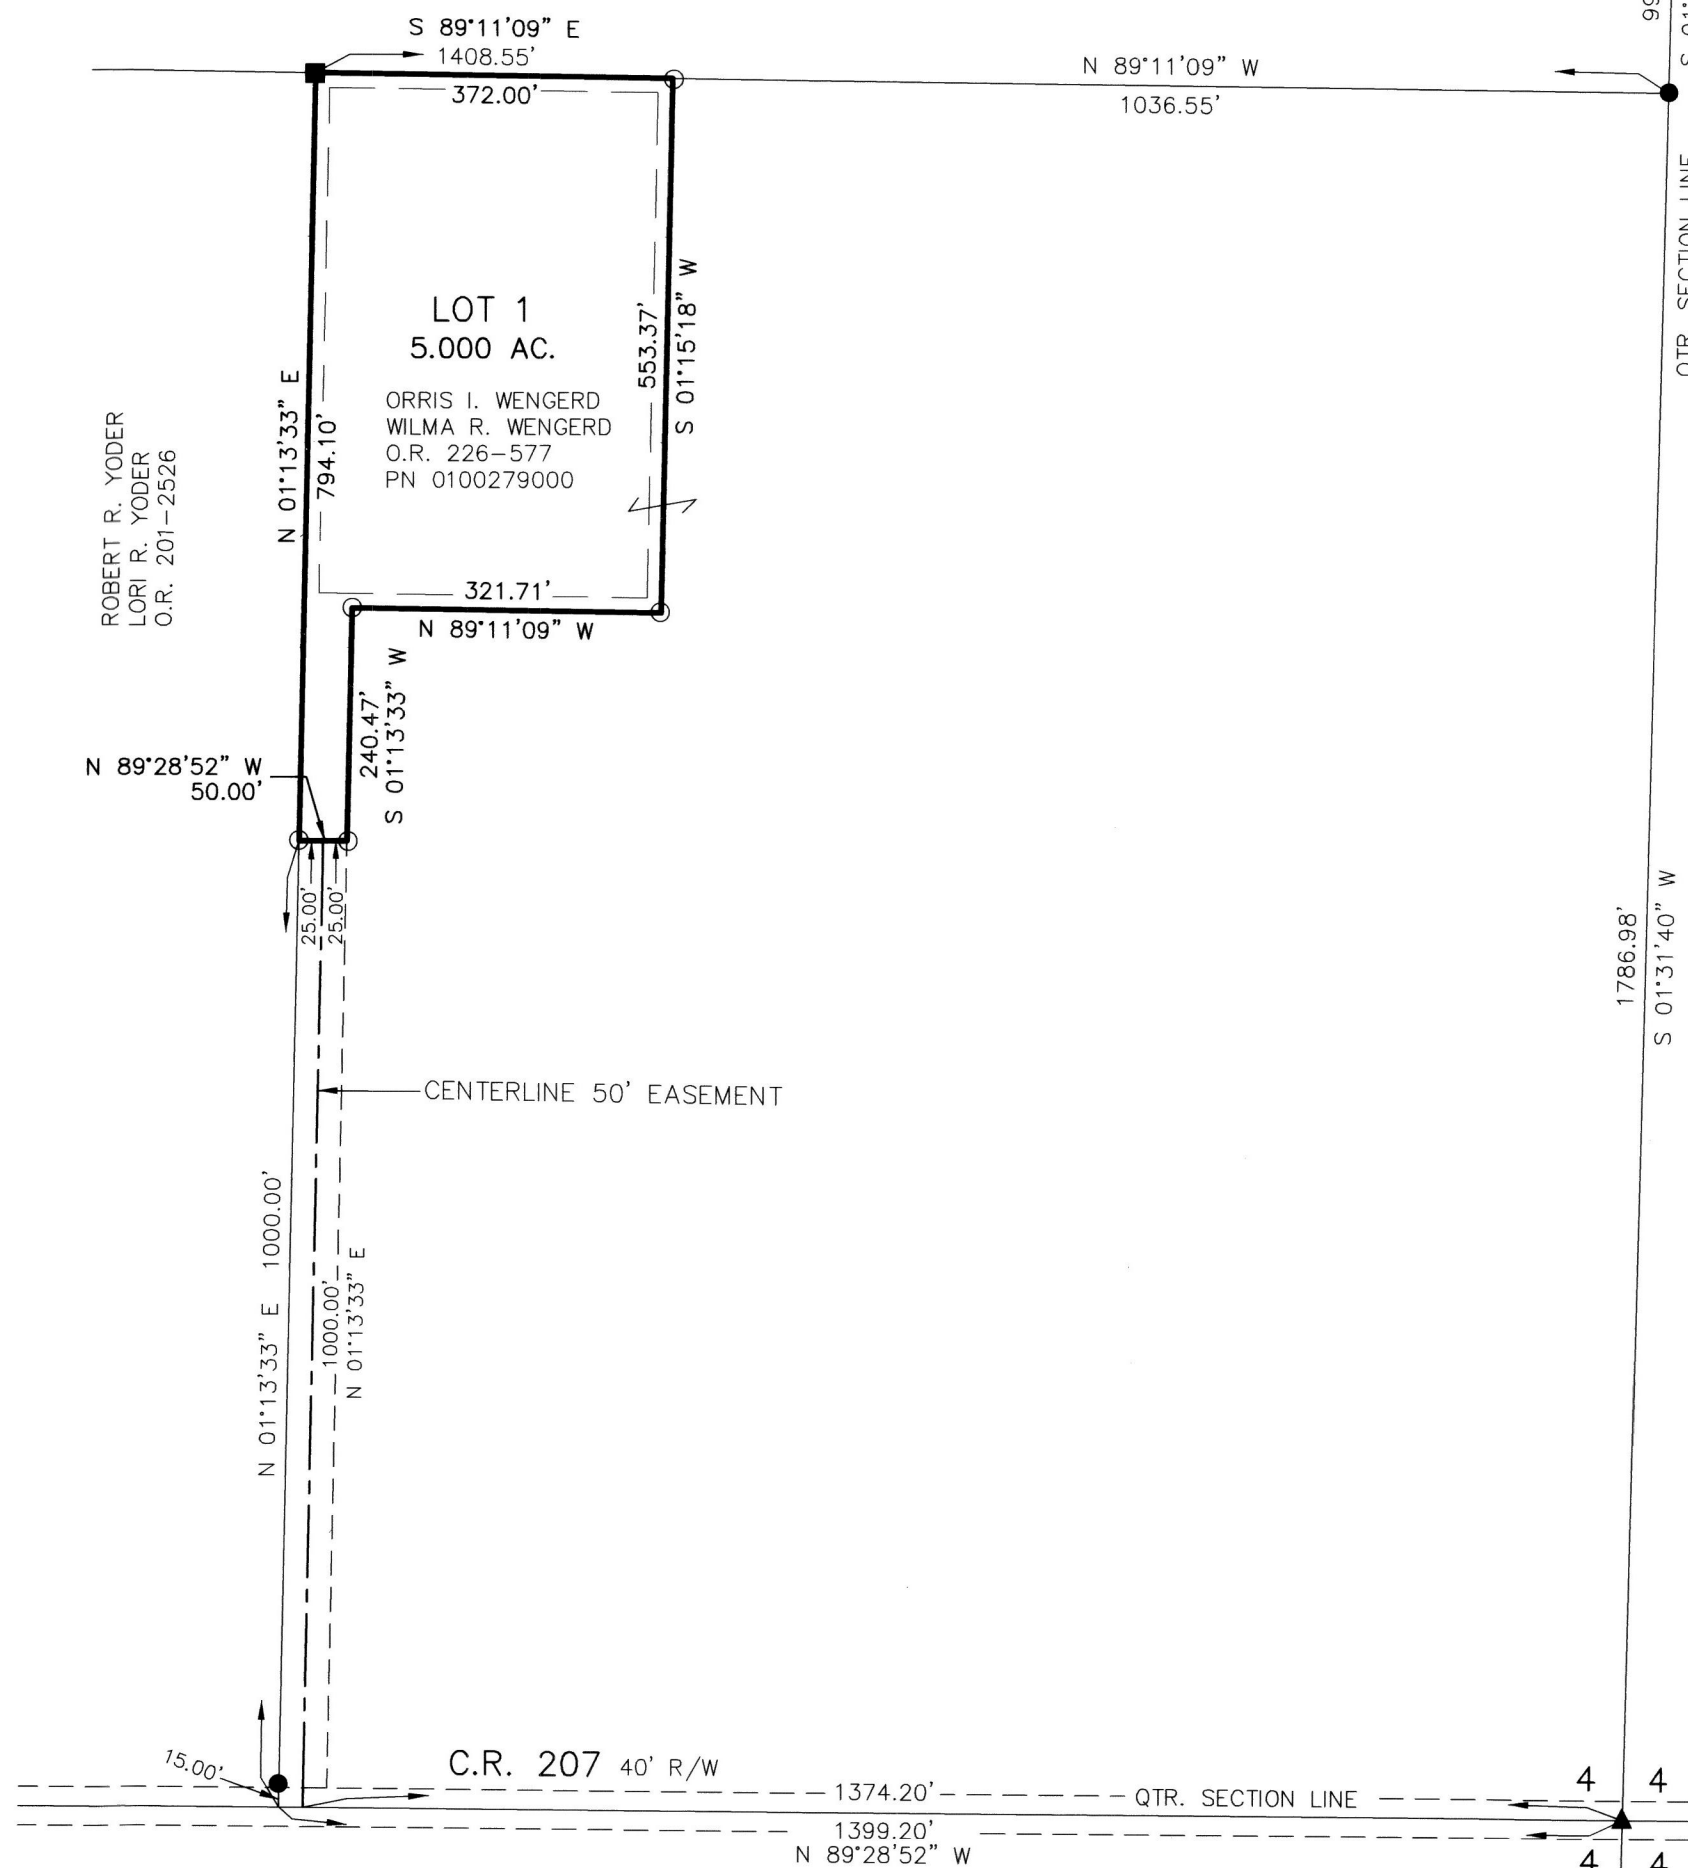 S 89°11'09" E
1408.55'
372.00'
N 89°11'09" W
1036.55'
99
S 01°
QTR. SECTION LINE
LOT 1
5.000 AC.
ORRIS I. WENGERD
WILMA R. WENGERD
O.R. 226-577
PN 0100279000
N 01°13'33" E
794.10'
553.37'
S 01°15'18" W
ROBERT R. YODER
LORI R. YODER
O.R. 201-2526
321.71'
N 89°11'09" W
240.47'
S 01°13'33" W
N 89°28'52" W
50.00'
25.00'
25.00'
1786.98'
S 01°31'40" W
CENTERLINE 50' EASEMENT
N 01°13'33" E 1000.00'
1000.00'
N 01°13'33" E
15.00'
C.R. 207 40' R/W
1374.20'
QTR. SECTION LINE
4 4
1399.20'
N 89°28'52" W
4 4